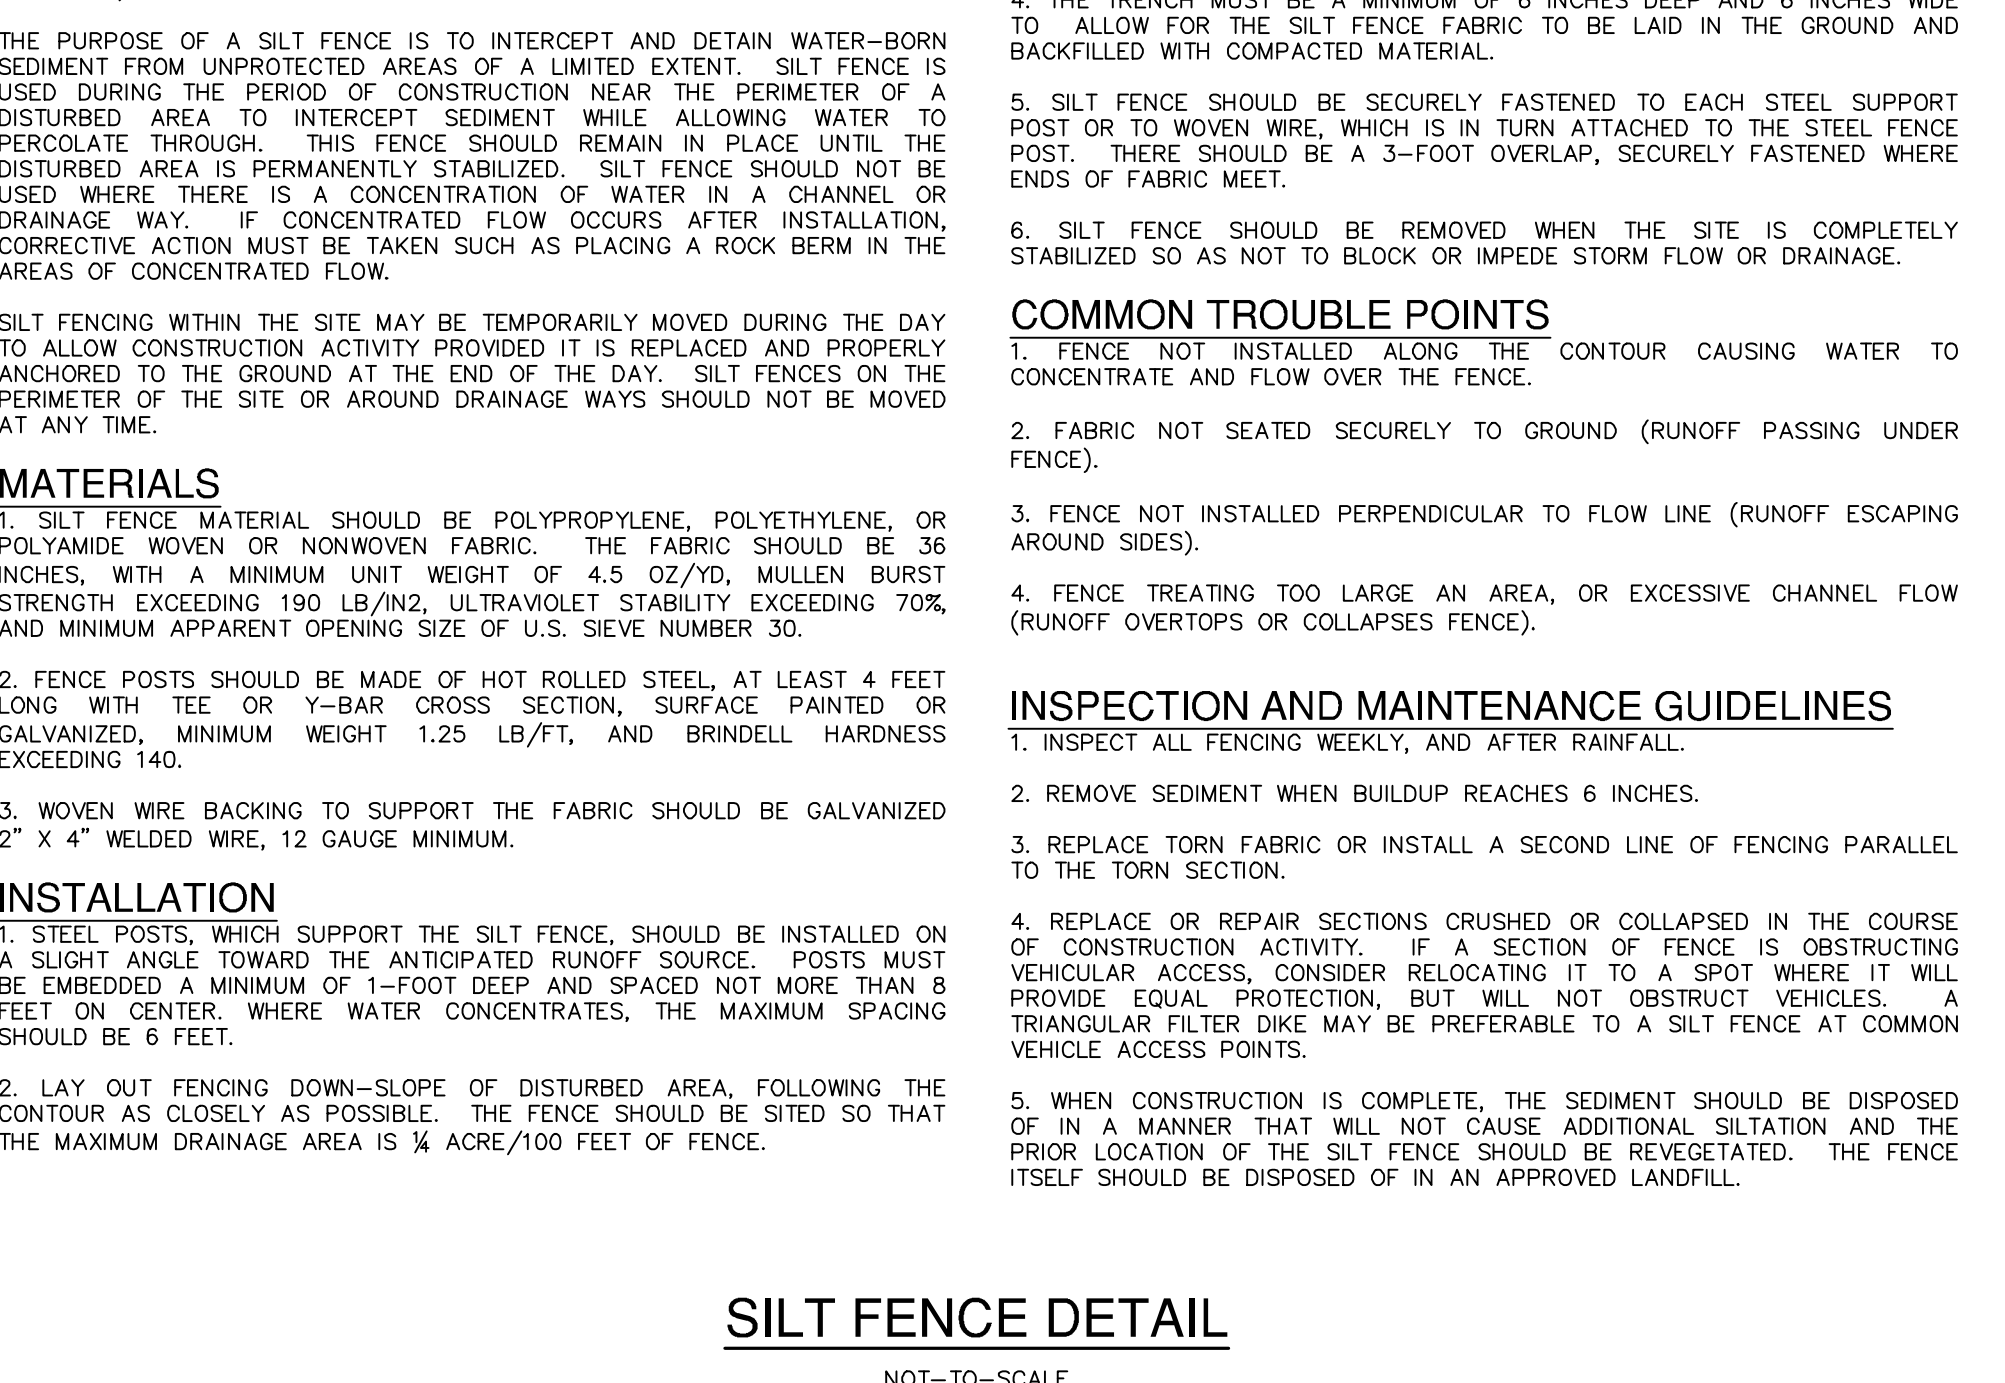 THE PURPOSE OF A SILT FENCE IS TO INTERCEPT AND DETAIN WATER–BORN
SEDIMENT FROM UNPROTECTED AREAS OF A LIMITED EXTENT. SILT FENCE IS
USED DURING THE PERIOD OF CONSTRUCTION NEAR THE PERIMETER OF A
DISTURBED AREA TO INTERCEPT SEDIMENT WHILE ALLOWING WATER TO
PERCOLATE THROUGH. THIS FENCE SHOULD REMAIN IN PLACE UNTIL THE
DISTURBED AREA IS PERMANENTLY STABILIZED. SILT FENCE SHOULD NOT BE
USED WHERE THERE IS A CONCENTRATION OF WATER IN A CHANNEL OR
DRAINAGE WAY. IF CONCENTRATED FLOW OCCURS AFTER INSTALLATION,
CORRECTIVE ACTION MUST BE TAKEN SUCH AS PLACING A ROCK BERM IN THE
AREAS OF CONCENTRATED FLOW.
SILT FENCING WITHIN THE SITE MAY BE TEMPORARILY MOVED DURING THE DAY
TO ALLOW CONSTRUCTION ACTIVITY PROVIDED IT IS REPLACED AND PROPERLY
ANCHORED TO THE GROUND AT THE END OF THE DAY. SILT FENCES ON THE
PERIMETER OF THE SITE OR AROUND DRAINAGE WAYS SHOULD NOT BE MOVED
AT ANY TIME.
MATERIALS
1. SILT FENCE MATERIAL SHOULD BE POLYPROPYLENE, POLYETHYLENE, OR
POLYAMIDE WOVEN OR NONWOVEN FABRIC. THE FABRIC SHOULD BE 36
INCHES, WITH A MINIMUM UNIT WEIGHT OF 4.5 OZ/YD, MULLEN BURST
STRENGTH EXCEEDING 190 LB/IN2, ULTRAVIOLET STABILITY EXCEEDING 70%,
AND MINIMUM APPARENT OPENING SIZE OF U.S. SIEVE NUMBER 30.
2. FENCE POSTS SHOULD BE MADE OF HOT ROLLED STEEL, AT LEAST 4 FEET
LONG WITH TEE OR Y–BAR CROSS SECTION, SURFACE PAINTED OR
GALVANIZED, MINIMUM WEIGHT 1.25 LB/FT, AND BRINDELL HARDNESS
EXCEEDING 140.
3. WOVEN WIRE BACKING TO SUPPORT THE FABRIC SHOULD BE GALVANIZED
2” X 4” WELDED WIRE, 12 GAUGE MINIMUM.
INSTALLATION
1. STEEL POSTS, WHICH SUPPORT THE SILT FENCE, SHOULD BE INSTALLED ON
A SLIGHT ANGLE TOWARD THE ANTICIPATED RUNOFF SOURCE. POSTS MUST
BE EMBEDDED A MINIMUM OF 1–FOOT DEEP AND SPACED NOT MORE THAN 8
FEET ON CENTER. WHERE WATER CONCENTRATES, THE MAXIMUM SPACING
SHOULD BE 6 FEET.
2. LAY OUT FENCING DOWN–SLOPE OF DISTURBED AREA, FOLLOWING THE
CONTOUR AS CLOSELY AS POSSIBLE. THE FENCE SHOULD BE SITED SO THAT
THE MAXIMUM DRAINAGE AREA IS ¼ ACRE/100 FEET OF FENCE.
4. THE TRENCH MUST BE A MINIMUM OF 6 INCHES DEEP AND 6 INCHES WIDE
TO ALLOW FOR THE SILT FENCE FABRIC TO BE LAID IN THE GROUND AND
BACKFILLED WITH COMPACTED MATERIAL.
5. SILT FENCE SHOULD BE SECURELY FASTENED TO EACH STEEL SUPPORT
POST OR TO WOVEN WIRE, WHICH IS IN TURN ATTACHED TO THE STEEL FENCE
POST. THERE SHOULD BE A 3–FOOT OVERLAP, SECURELY FASTENED WHERE
ENDS OF FABRIC MEET.
6. SILT FENCE SHOULD BE REMOVED WHEN THE SITE IS COMPLETELY
STABILIZED SO AS NOT TO BLOCK OR IMPEDE STORM FLOW OR DRAINAGE.
COMMON TROUBLE POINTS
1. FENCE NOT INSTALLED ALONG THE CONTOUR CAUSING WATER TO
CONCENTRATE AND FLOW OVER THE FENCE.
2. FABRIC NOT SEATED SECURELY TO GROUND (RUNOFF PASSING UNDER
FENCE).
3. FENCE NOT INSTALLED PERPENDICULAR TO FLOW LINE (RUNOFF ESCAPING
AROUND SIDES).
4. FENCE TREATING TOO LARGE AN AREA, OR EXCESSIVE CHANNEL FLOW
(RUNOFF OVERTOPS OR COLLAPSES FENCE).
INSPECTION AND MAINTENANCE GUIDELINES
1. INSPECT ALL FENCING WEEKLY, AND AFTER RAINFALL.
2. REMOVE SEDIMENT WHEN BUILDUP REACHES 6 INCHES.
3. REPLACE TORN FABRIC OR INSTALL A SECOND LINE OF FENCING PARALLEL
TO THE TORN SECTION.
4. REPLACE OR REPAIR SECTIONS CRUSHED OR COLLAPSED IN THE COURSE
OF CONSTRUCTION ACTIVITY. IF A SECTION OF FENCE IS OBSTRUCTING
VEHICULAR ACCESS, CONSIDER RELOCATING IT TO A SPOT WHERE IT WILL
PROVIDE EQUAL PROTECTION, BUT WILL NOT OBSTRUCT VEHICLES. A
TRIANGULAR FILTER DIKE MAY BE PREFERABLE TO A SILT FENCE AT COMMON
VEHICLE ACCESS POINTS.
5. WHEN CONSTRUCTION IS COMPLETE, THE SEDIMENT SHOULD BE DISPOSED
OF IN A MANNER THAT WILL NOT CAUSE ADDITIONAL SILTATION AND THE
PRIOR LOCATION OF THE SILT FENCE SHOULD BE REVEGETATED. THE FENCE
ITSELF SHOULD BE DISPOSED OF IN AN APPROVED LANDFILL.
SILT FENCE DETAIL
NOT–TO–SCALE